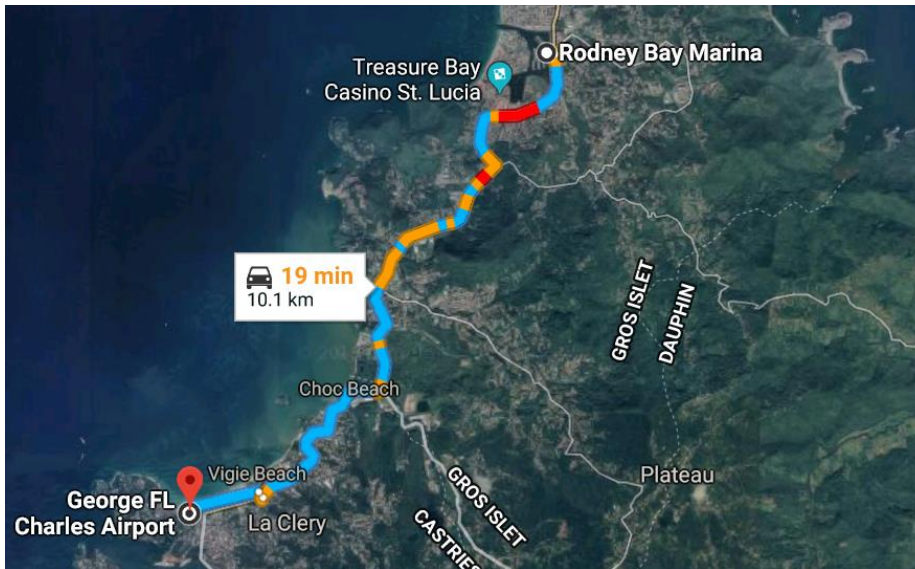 Rodney Bay Marina
Treasure Bay
Casino St. Lucia
19 min
10.1 km
GROS ISLET
DAUPHIN
Choc Beach
Vigie Beach
George FL
Charles Airport
La Clery
GROS ISLET
CASTRIES
Plateau